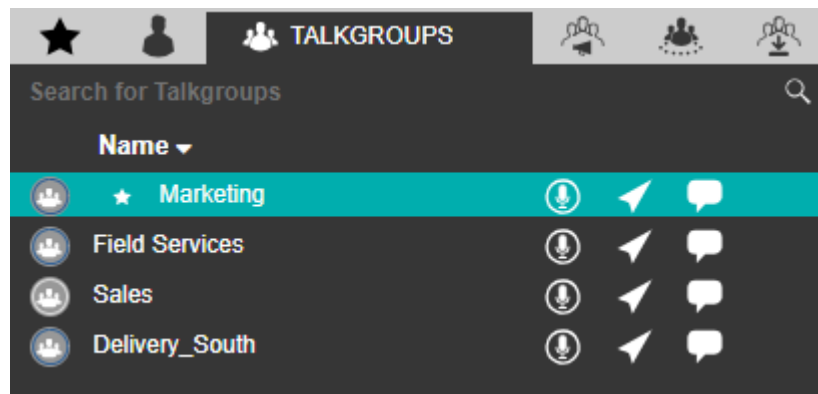 TALKGROUPS
Search for Talkgroups
Name
Marketing
Field Services
Sales
Delivery_South